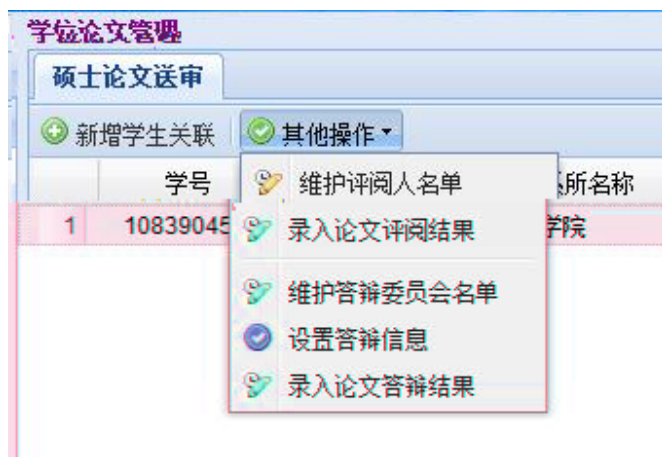 学位论文管理
硕士论文送审
新增学生关联 其他操作
学号 所名称
维护评阅人名单
1 10839045 学院
录入论文评阅结果
维护答辩委员会名单
设置答辩信息
录入论文答辩结果